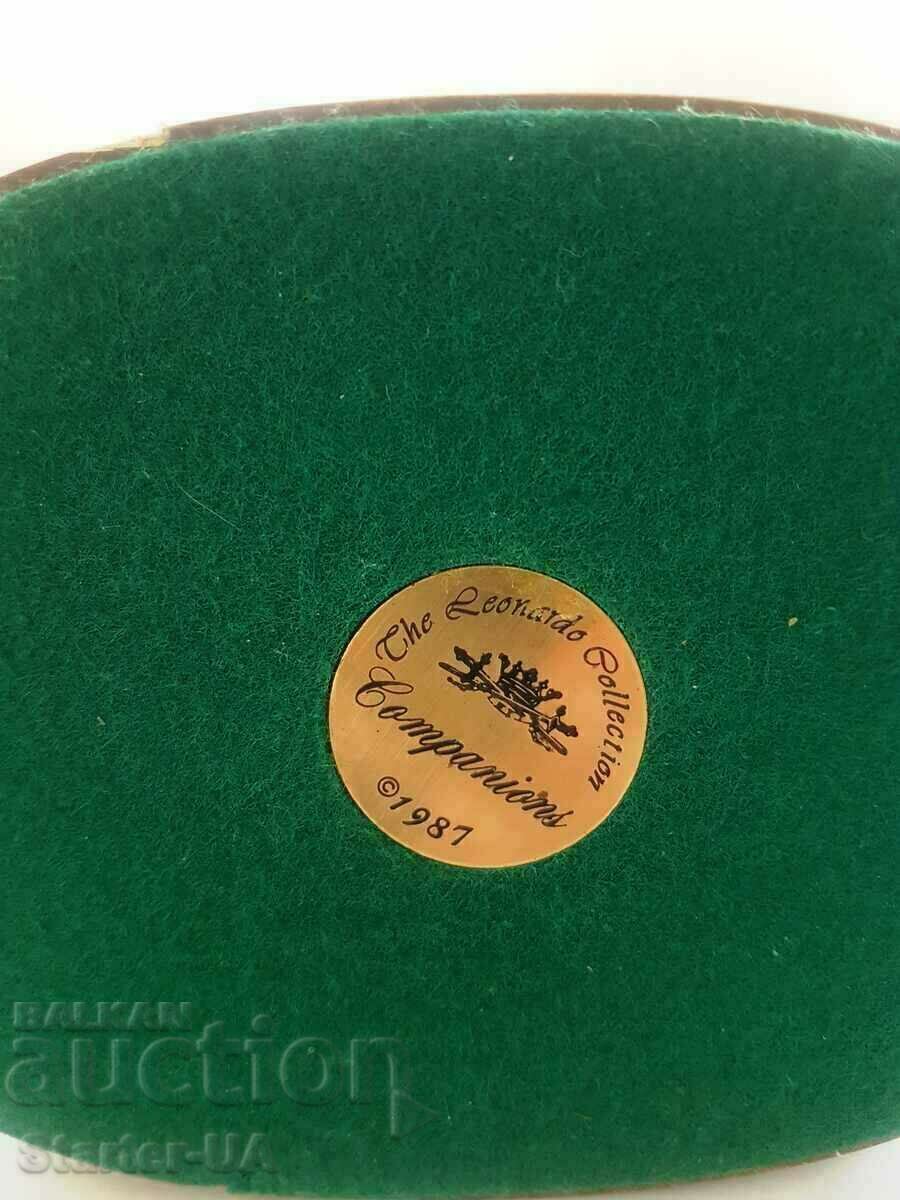 The Leonardo Collection
Companions
©1987
BALKAN
auction
Starter-UA